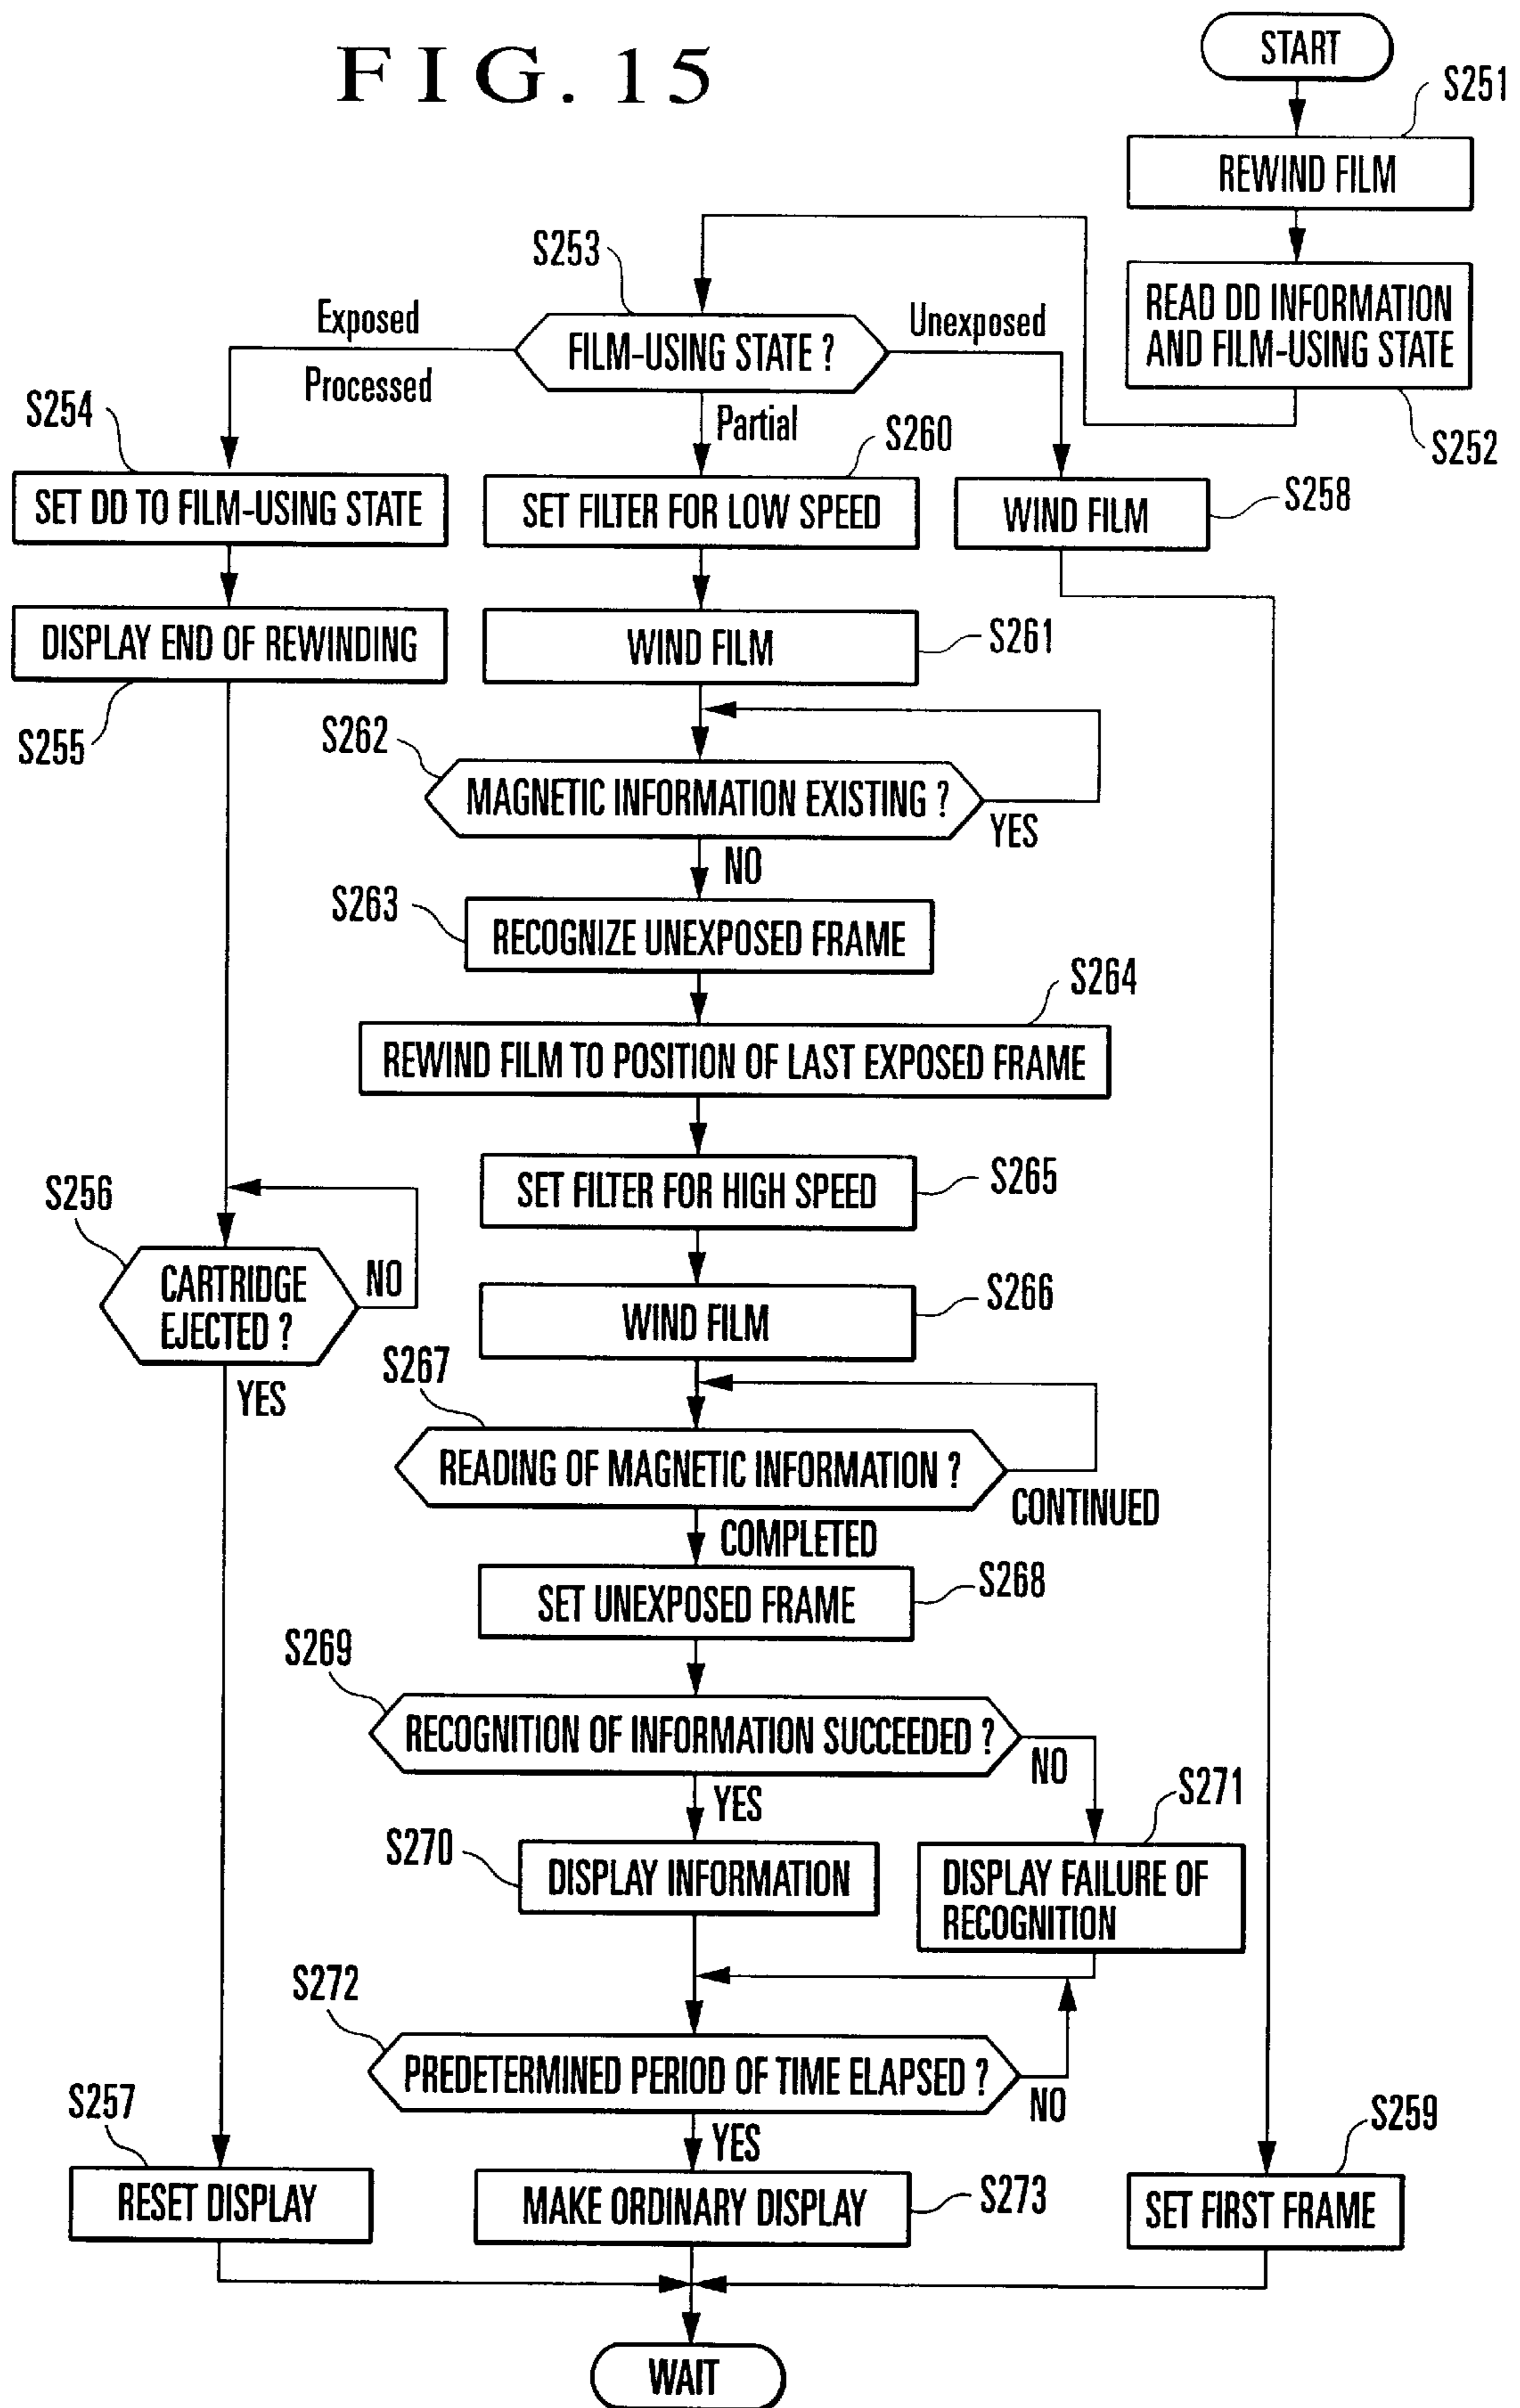 FIG. 15
START
S251
REWIND FILM
READ DD INFORMATION
AND FILM-USING STATE
S252
S253
FILM-USING STATE ?
Exposed
Processed
Partial
Unexposed
S254
SET DD TO FILM-USING STATE
S260
SET FILTER FOR LOW SPEED
WIND FILM
S258
DISPLAY END OF REWINDING
S255
WIND FILM
S261
S262
MAGNETIC INFORMATION EXISTING ?
YES
NO
S263
RECOGNIZE UNEXPOSED FRAME
S264
REWIND FILM TO POSITION OF LAST EXPOSED FRAME
SET FILTER FOR HIGH SPEED
S265
S256
CARTRIDGE
EJECTED ?
NO
YES
WIND FILM
S266
S267
READING OF MAGNETIC INFORMATION ?
CONTINUED
COMPLETED
SET UNEXPOSED FRAME
S268
S269
RECOGNITION OF INFORMATION SUCCEEDED ?
NO
YES
S270
DISPLAY INFORMATION
S271
DISPLAY FAILURE OF
RECOGNITION
S272
PREDETERMINED PERIOD OF TIME ELAPSED ?
NO
YES
S257
RESET DISPLAY
MAKE ORDINARY DISPLAY
S273
S259
SET FIRST FRAME
WAIT